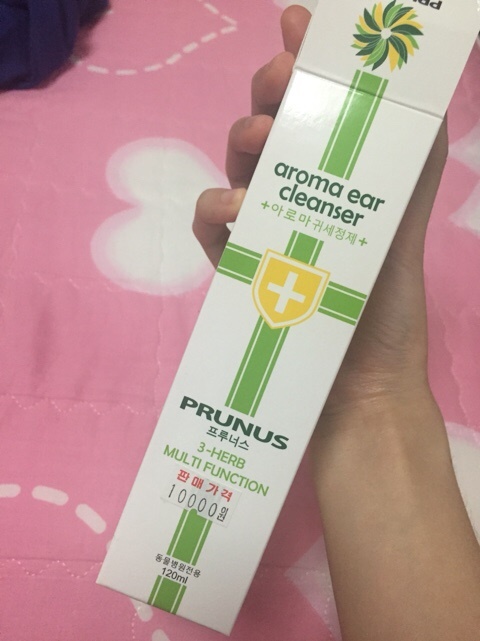 aroma ear
cleanser
+아로마귀세정제+
PRUNUS
프루너스
3-HERB
MULTI FUNCTION
판매가격
10000원
동물병원전용
120ml